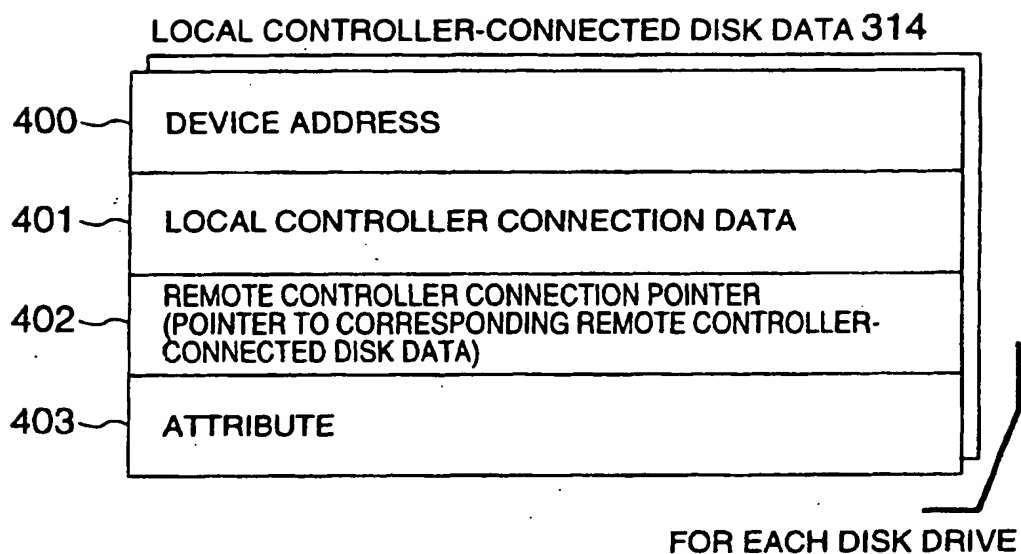 LOCAL CONTROLLER-CONNECTED DISK DATA 314
400 DEVICE ADDRESS
401 LOCAL CONTROLLER CONNECTION DATA
REMOTE CONTROLLER CONNECTION POINTER
402 (POINTER TO CORRESPONDING REMOTE CONTROLLER-
CONNECTED DISK DATA)
403 ATTRIBUTE
FOR EACH DISK DRIVE